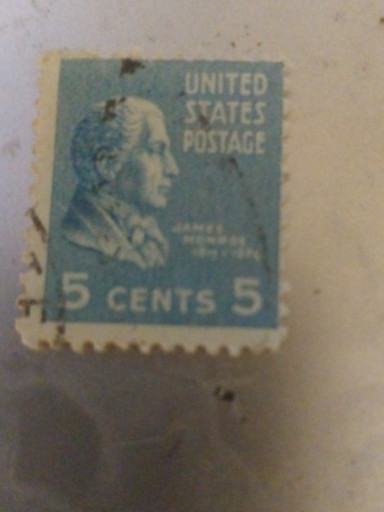 UNITED
STATES
POSTAGE
JAMES
MONROE
5 CENTS 5